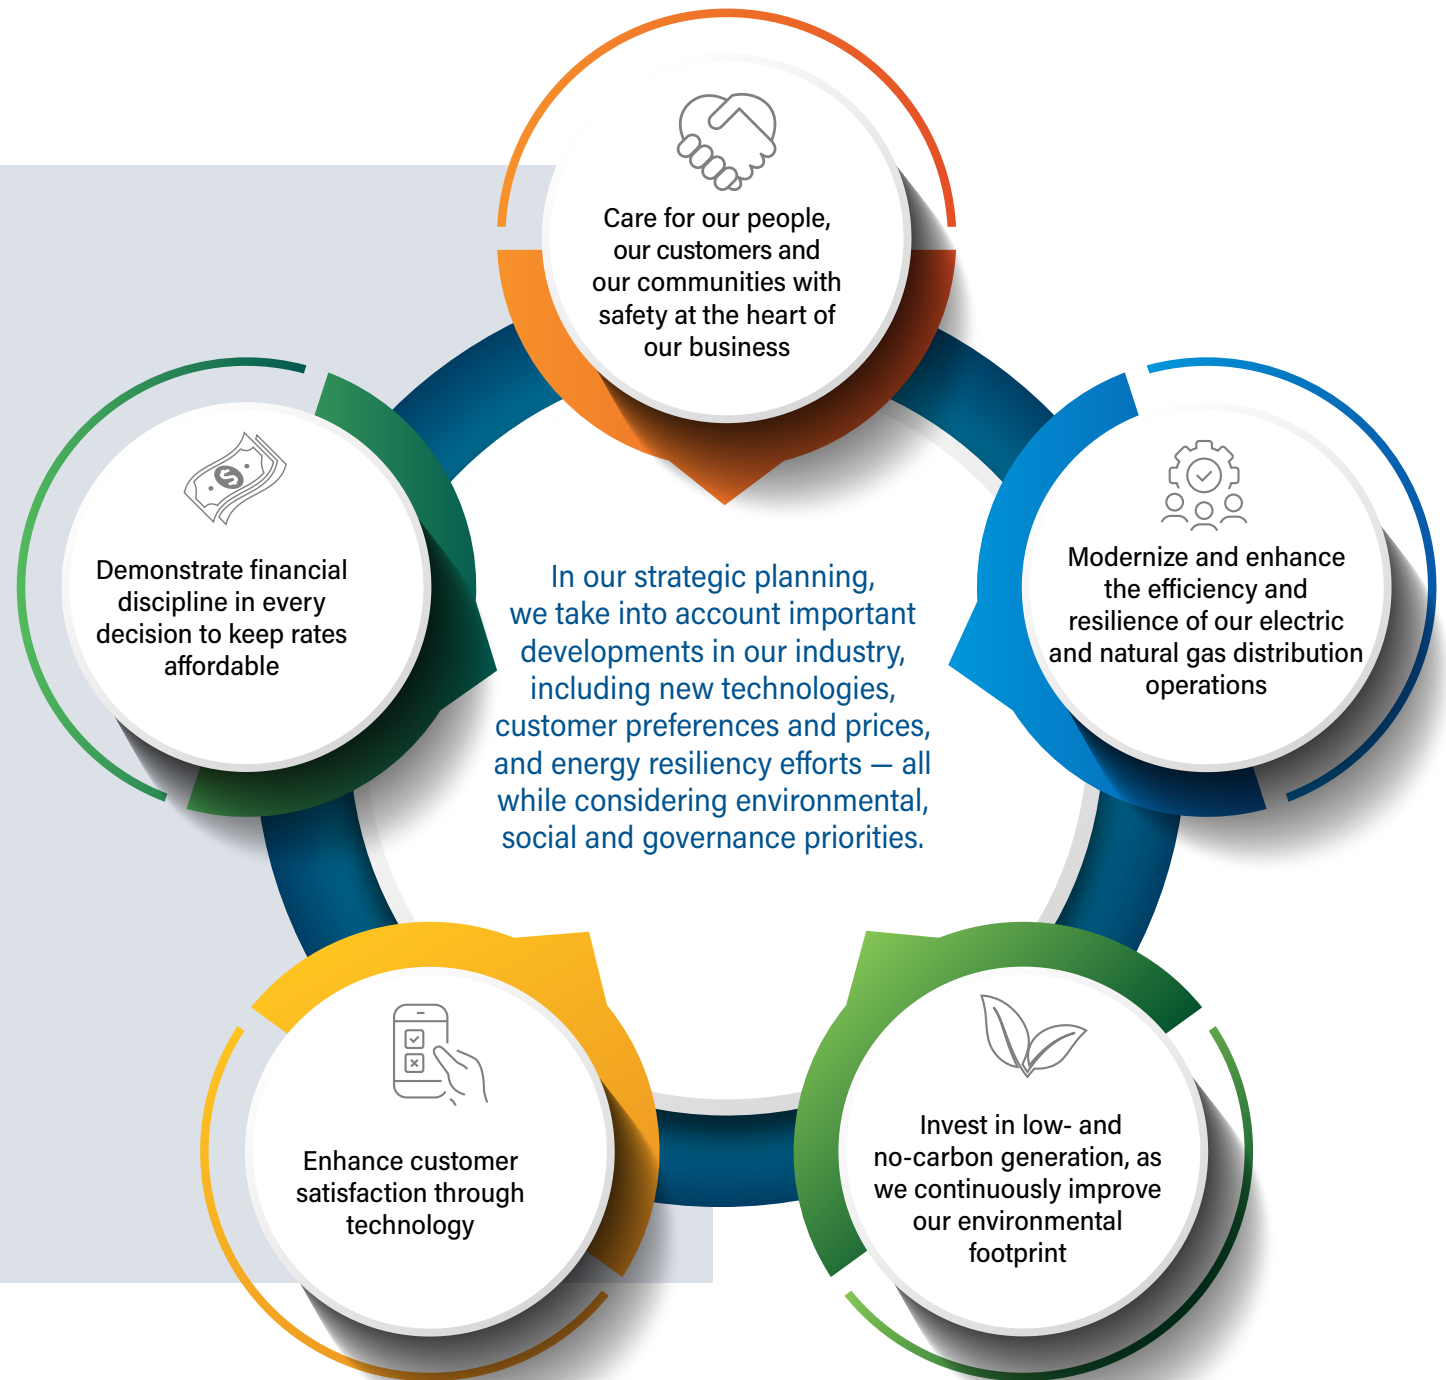 Care for our people,
our customers and
our communities with
safety at the heart of
our business
Modernize and enhance
the efficiency and
resilience of our electric
and natural gas distribution
operations
Invest in low- and
no-carbon generation, as
we continuously improve
our environmental
footprint
Enhance customer
satisfaction through
technology
Demonstrate financial
discipline in every
decision to keep rates
affordable
In our strategic planning,
we take into account important
developments in our industry,
including new technologies,
customer preferences and prices,
and energy resiliency efforts — all
while considering environmental,
social and governance priorities.